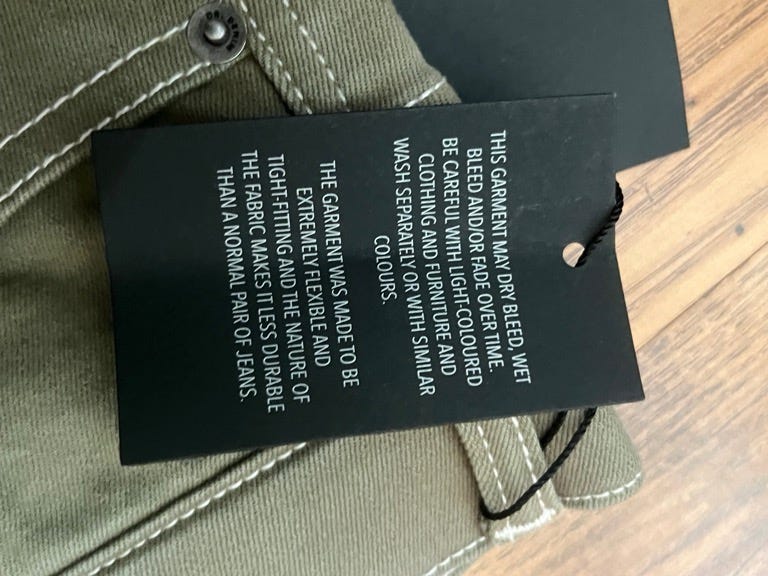 THIS GARMENT MAY DRY BLEED, WET
BLEED AND/OR FADE OVER TIME.
BE CAREFUL WITH LIGHT-COLOURED
CLOTHING AND FURNITURE AND
WASH SEPARATELY OR WITH SIMILAR
COLOURS.
THE GARMENT WAS MADE TO BE
EXTREMELY FLEXIBLE AND
TIGHT-FITTING AND THE NATURE OF
THE FABRIC MAKES IT LESS DURABLE
THAN A NORMAL PAIR OF JEANS.
DENIM